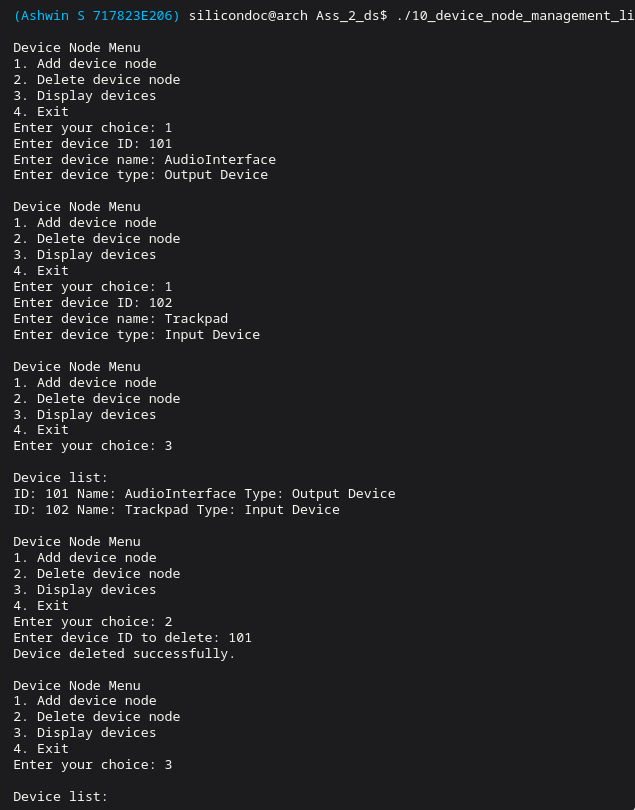 (Ashwin S 717823E206) silicondoc@arch Ass_2_ds$ ./10_device_node_management_li
Device Node Menu
1. Add device node
2. Delete device node
3. Display devices
4. Exit
Enter your choice: 1
Enter device ID: 101
Enter device name: AudioInterface
Enter device type: Output Device
Device Node Menu
1. Add device node
2. Delete device node
3. Display devices
4. Exit
Enter your choice: 1
Enter device ID: 102
Enter device name: Trackpad
Enter device type: Input Device
Device Node Menu
1. Add device node
2. Delete device node
3. Display devices
4. Exit
Enter your choice: 3
Device list:
ID: 101 Name: AudioInterface Type: Output Device
ID: 102 Name: Trackpad Type: Input Device
Device Node Menu
1. Add device node
2. Delete device node
3. Display devices
4. Exit
Enter your choice: 2
Enter device ID to delete: 101
Device deleted successfully.
Device Node Menu
1. Add device node
2. Delete device node
3. Display devices
4. Exit
Enter your choice: 3
Device list: